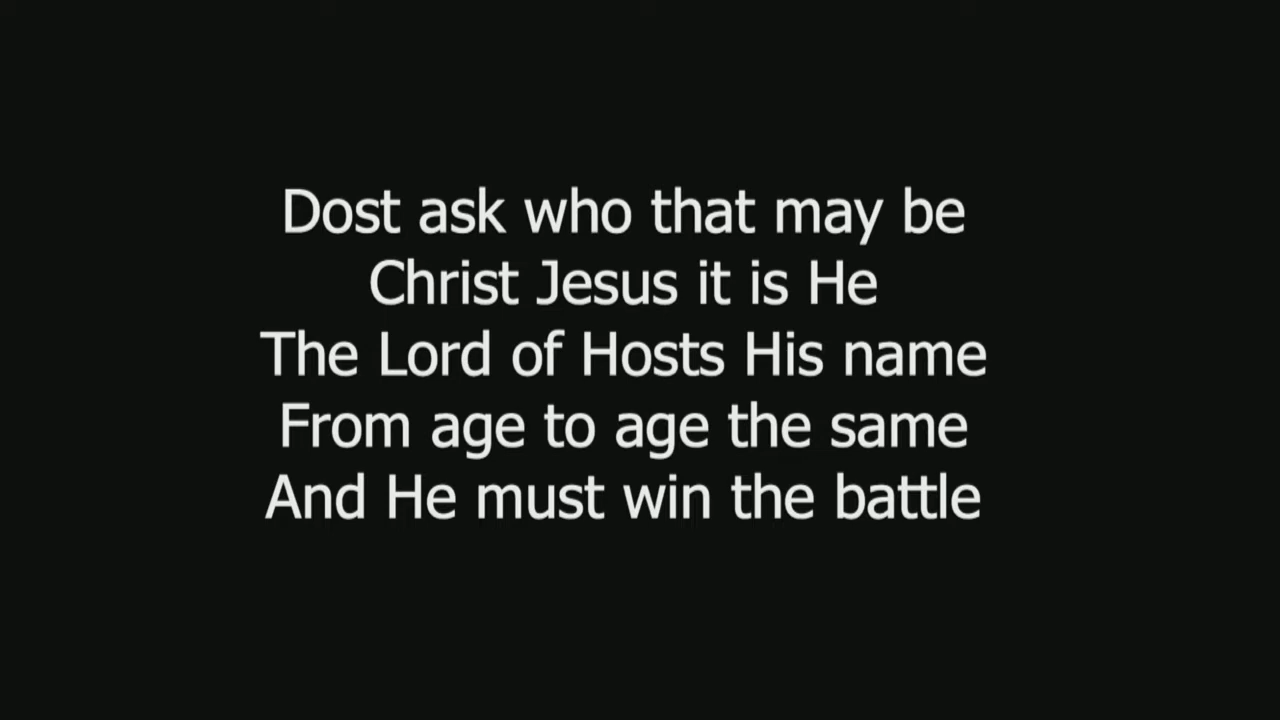 Dost ask who that may be
Christ Jesus it is He
The Lord of Hosts His name
From age to age the same
And He must win the battle